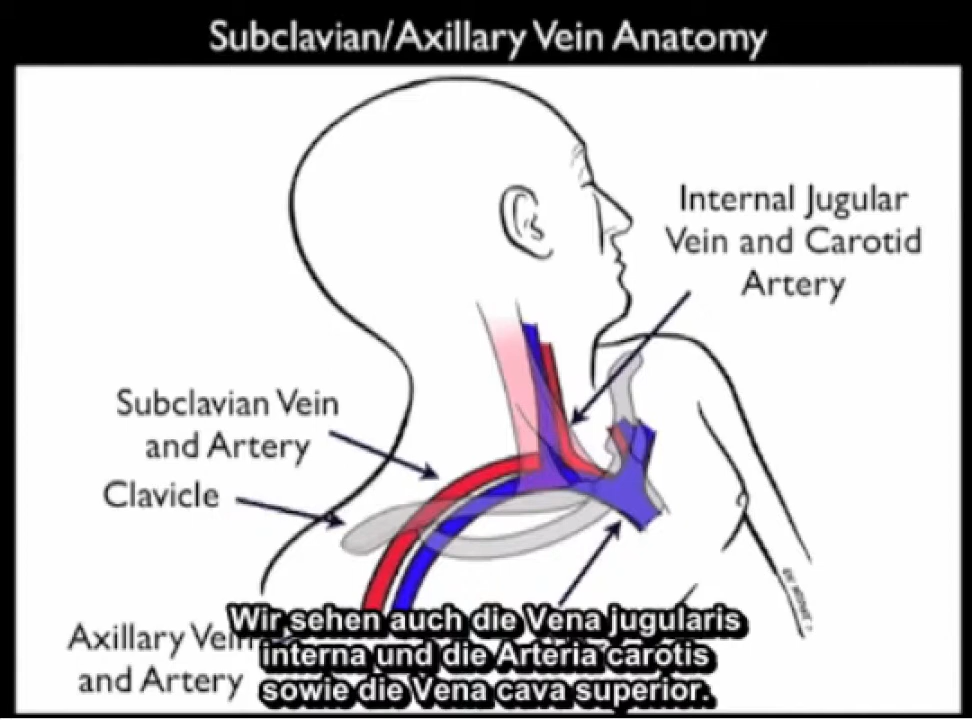 Subclavian/Axillary Vein Anatomy
Internal Jugular
Vein and Carotid
Artery
Subclavian Vein
and Artery
Clavicle
Axillary Vein
and Artery
Wir sehen auch die Vena jugularis
interna und die Arteria carotis
sowie die Vena cava superior.